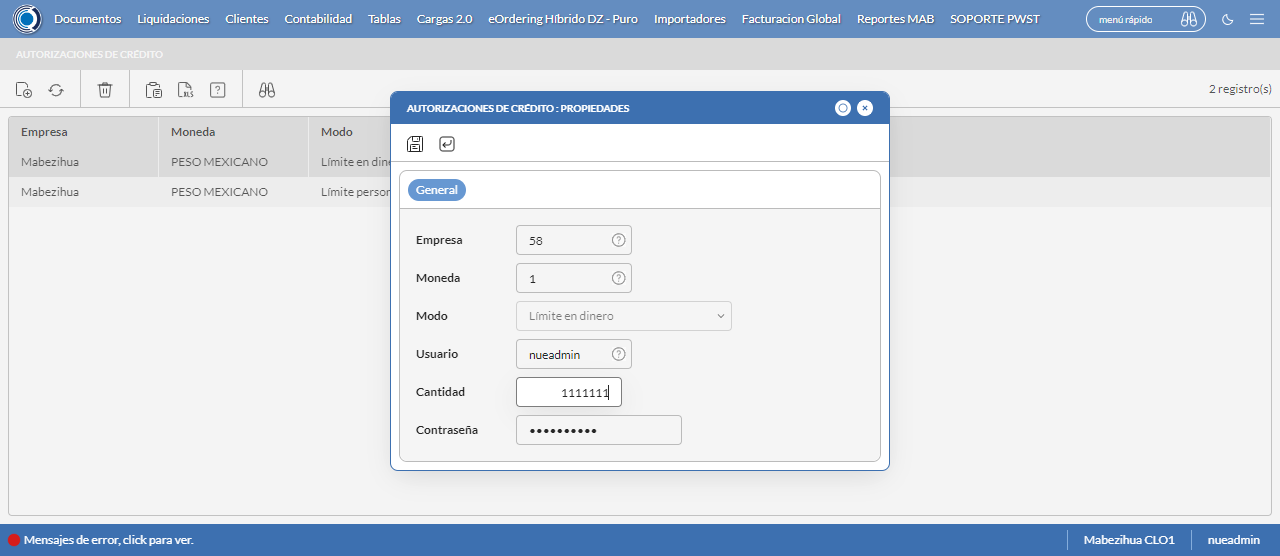 Documentos Liquidaciones Clientes Contabilidad Tablas Cargas 2.0 eOrdering Híbrido DZ - Puro Importadores Facturacion Global Reportes MAB SOPORTE PWST menú rápido
AUTORIZACIONES DE CRÉDITO
XLS ? 2 registro(s)
Empresa Moneda Modo
Mabezihua PESO MEXICANO Límite en dine
Mabezihua PESO MEXICANO Límite person
AUTORIZACIONES DE CRÉDITO : PROPIEDADES
General
Empresa 58 ?
Moneda 1 ?
Modo Límite en dinero
Usuario nueadmin ?
Cantidad 1111111
Contraseña ••••••••••
Mensajes de error, click para ver. Mabezihua CLO1 nueadmin